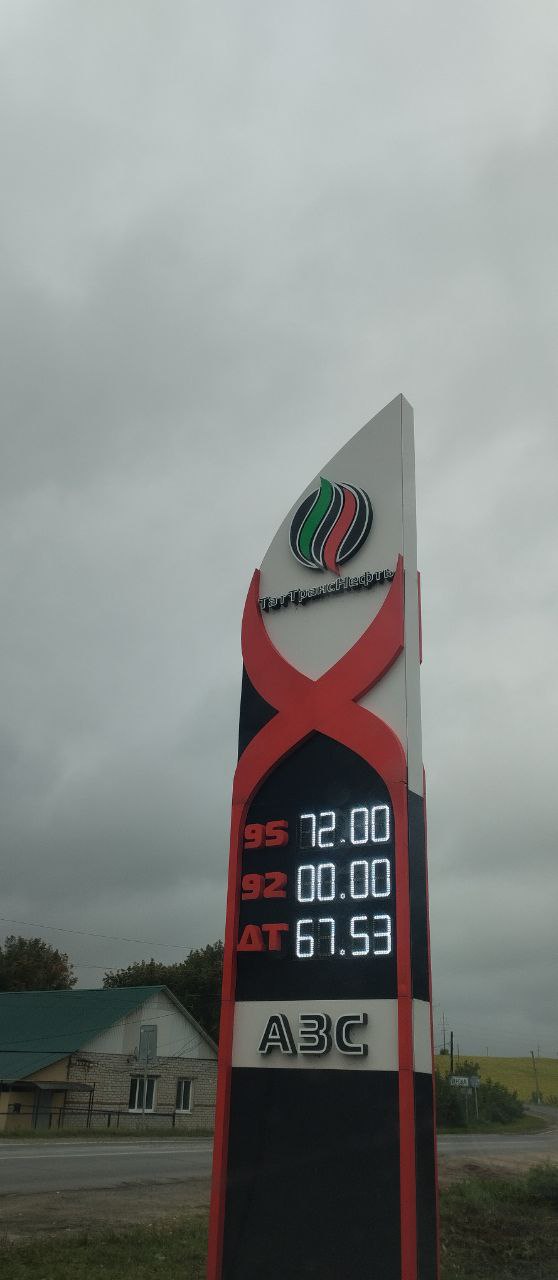 ТатТрансНефть
95 72.00
92 00.00
ДТ 67.53
АЗС